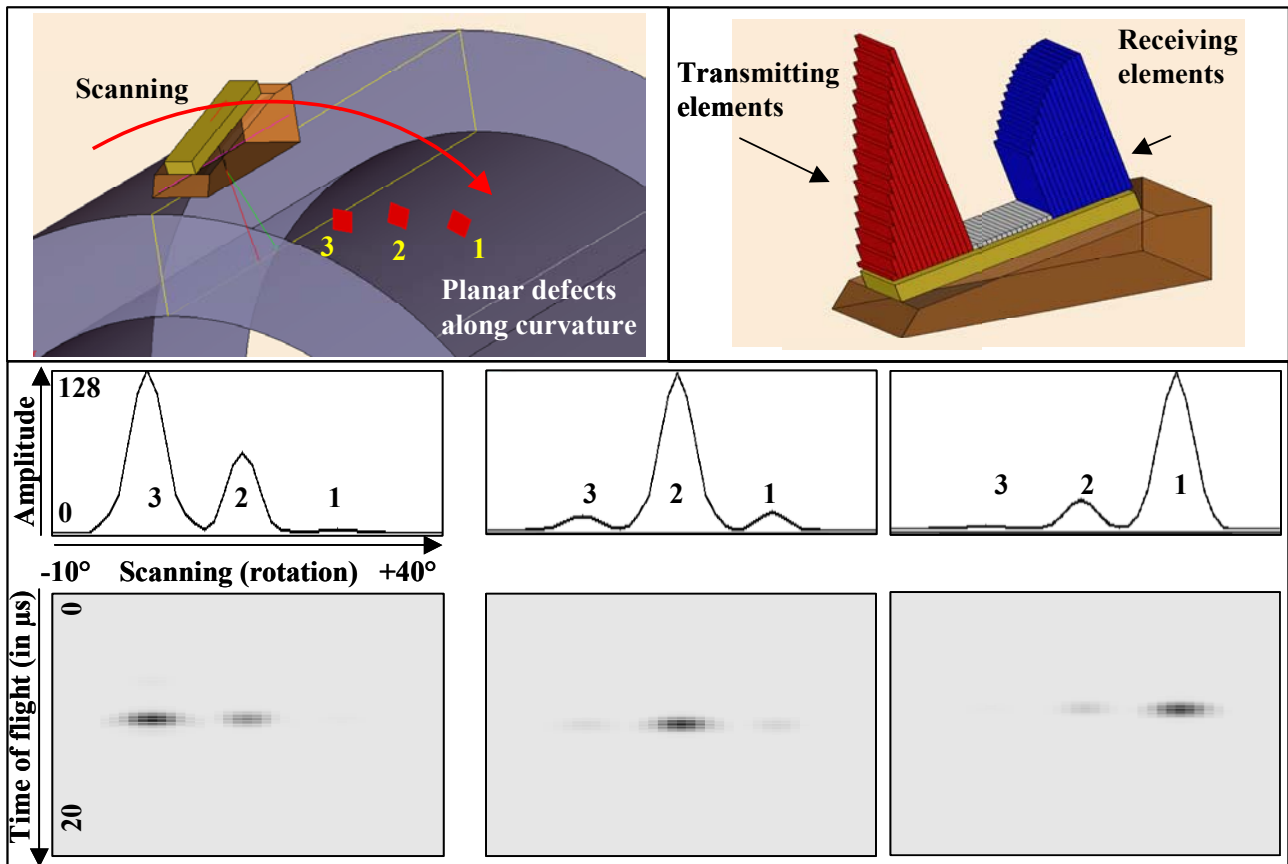 Scanning
3
2
1
Planar defects
along curvature
Transmitting
elements
Receiving
elements
Amplitude
128
0
3
2
1
3
2
1
3
2
1
-10° Scanning (rotation) +40°
Time of flight (in µs)
0
20